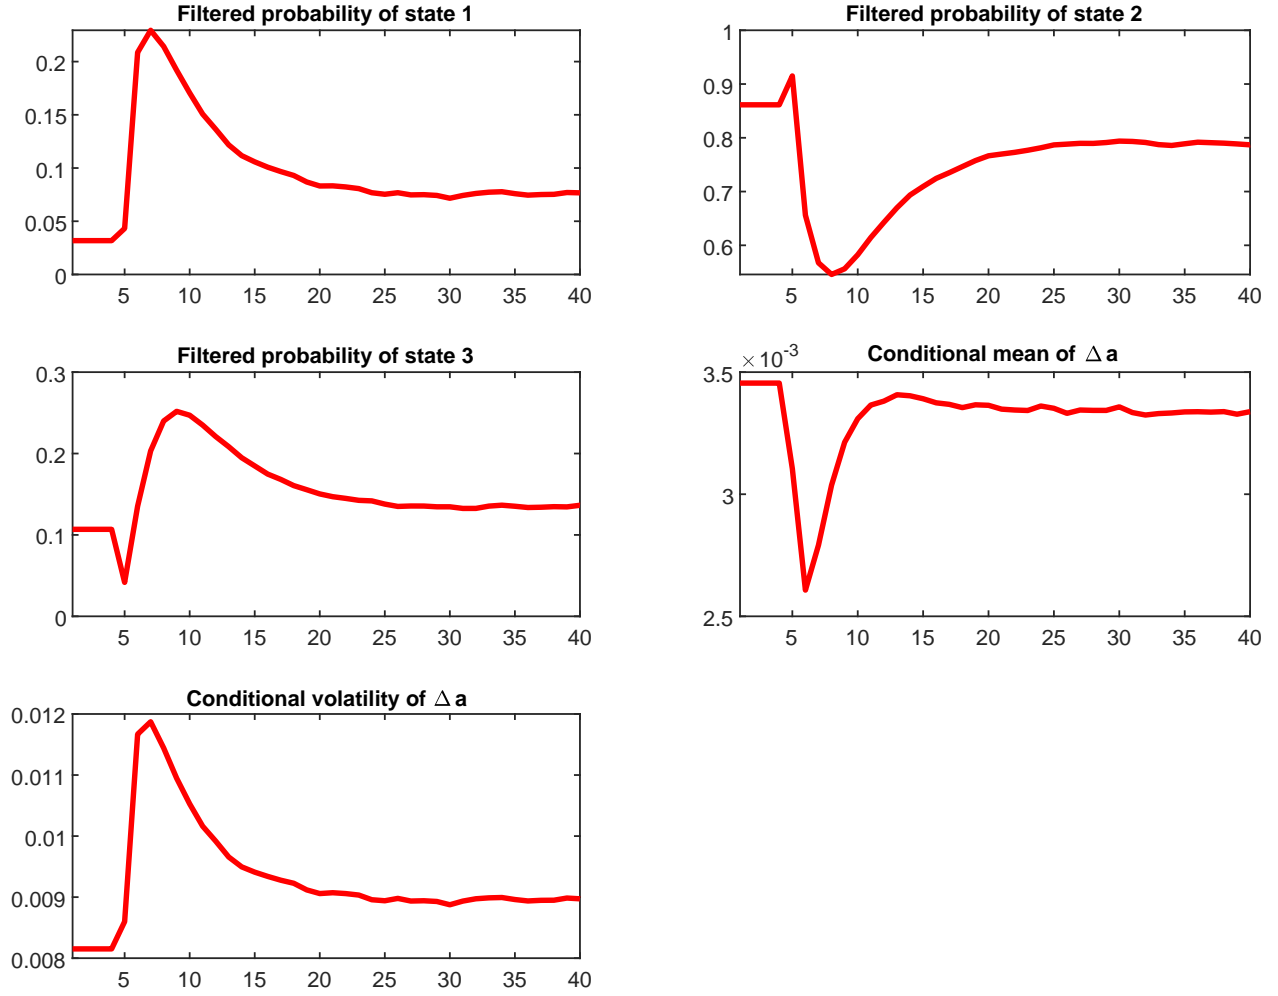 Filtered probability of state 1
0.2
0.15
0.1
0.05
0
5 10 15 20 25 30 35 40
Filtered probability of state 2
1
0.9
0.8
0.7
0.6
5 10 15 20 25 30 35 40
Filtered probability of state 3
0.3
0.2
0.1
0
5 10 15 20 25 30 35 40
Conditional mean of Δ a
×10⁻³
3.5
3
2.5
5 10 15 20 25 30 35 40
Conditional volatility of Δ a
0.012
0.011
0.01
0.009
0.008
5 10 15 20 25 30 35 40